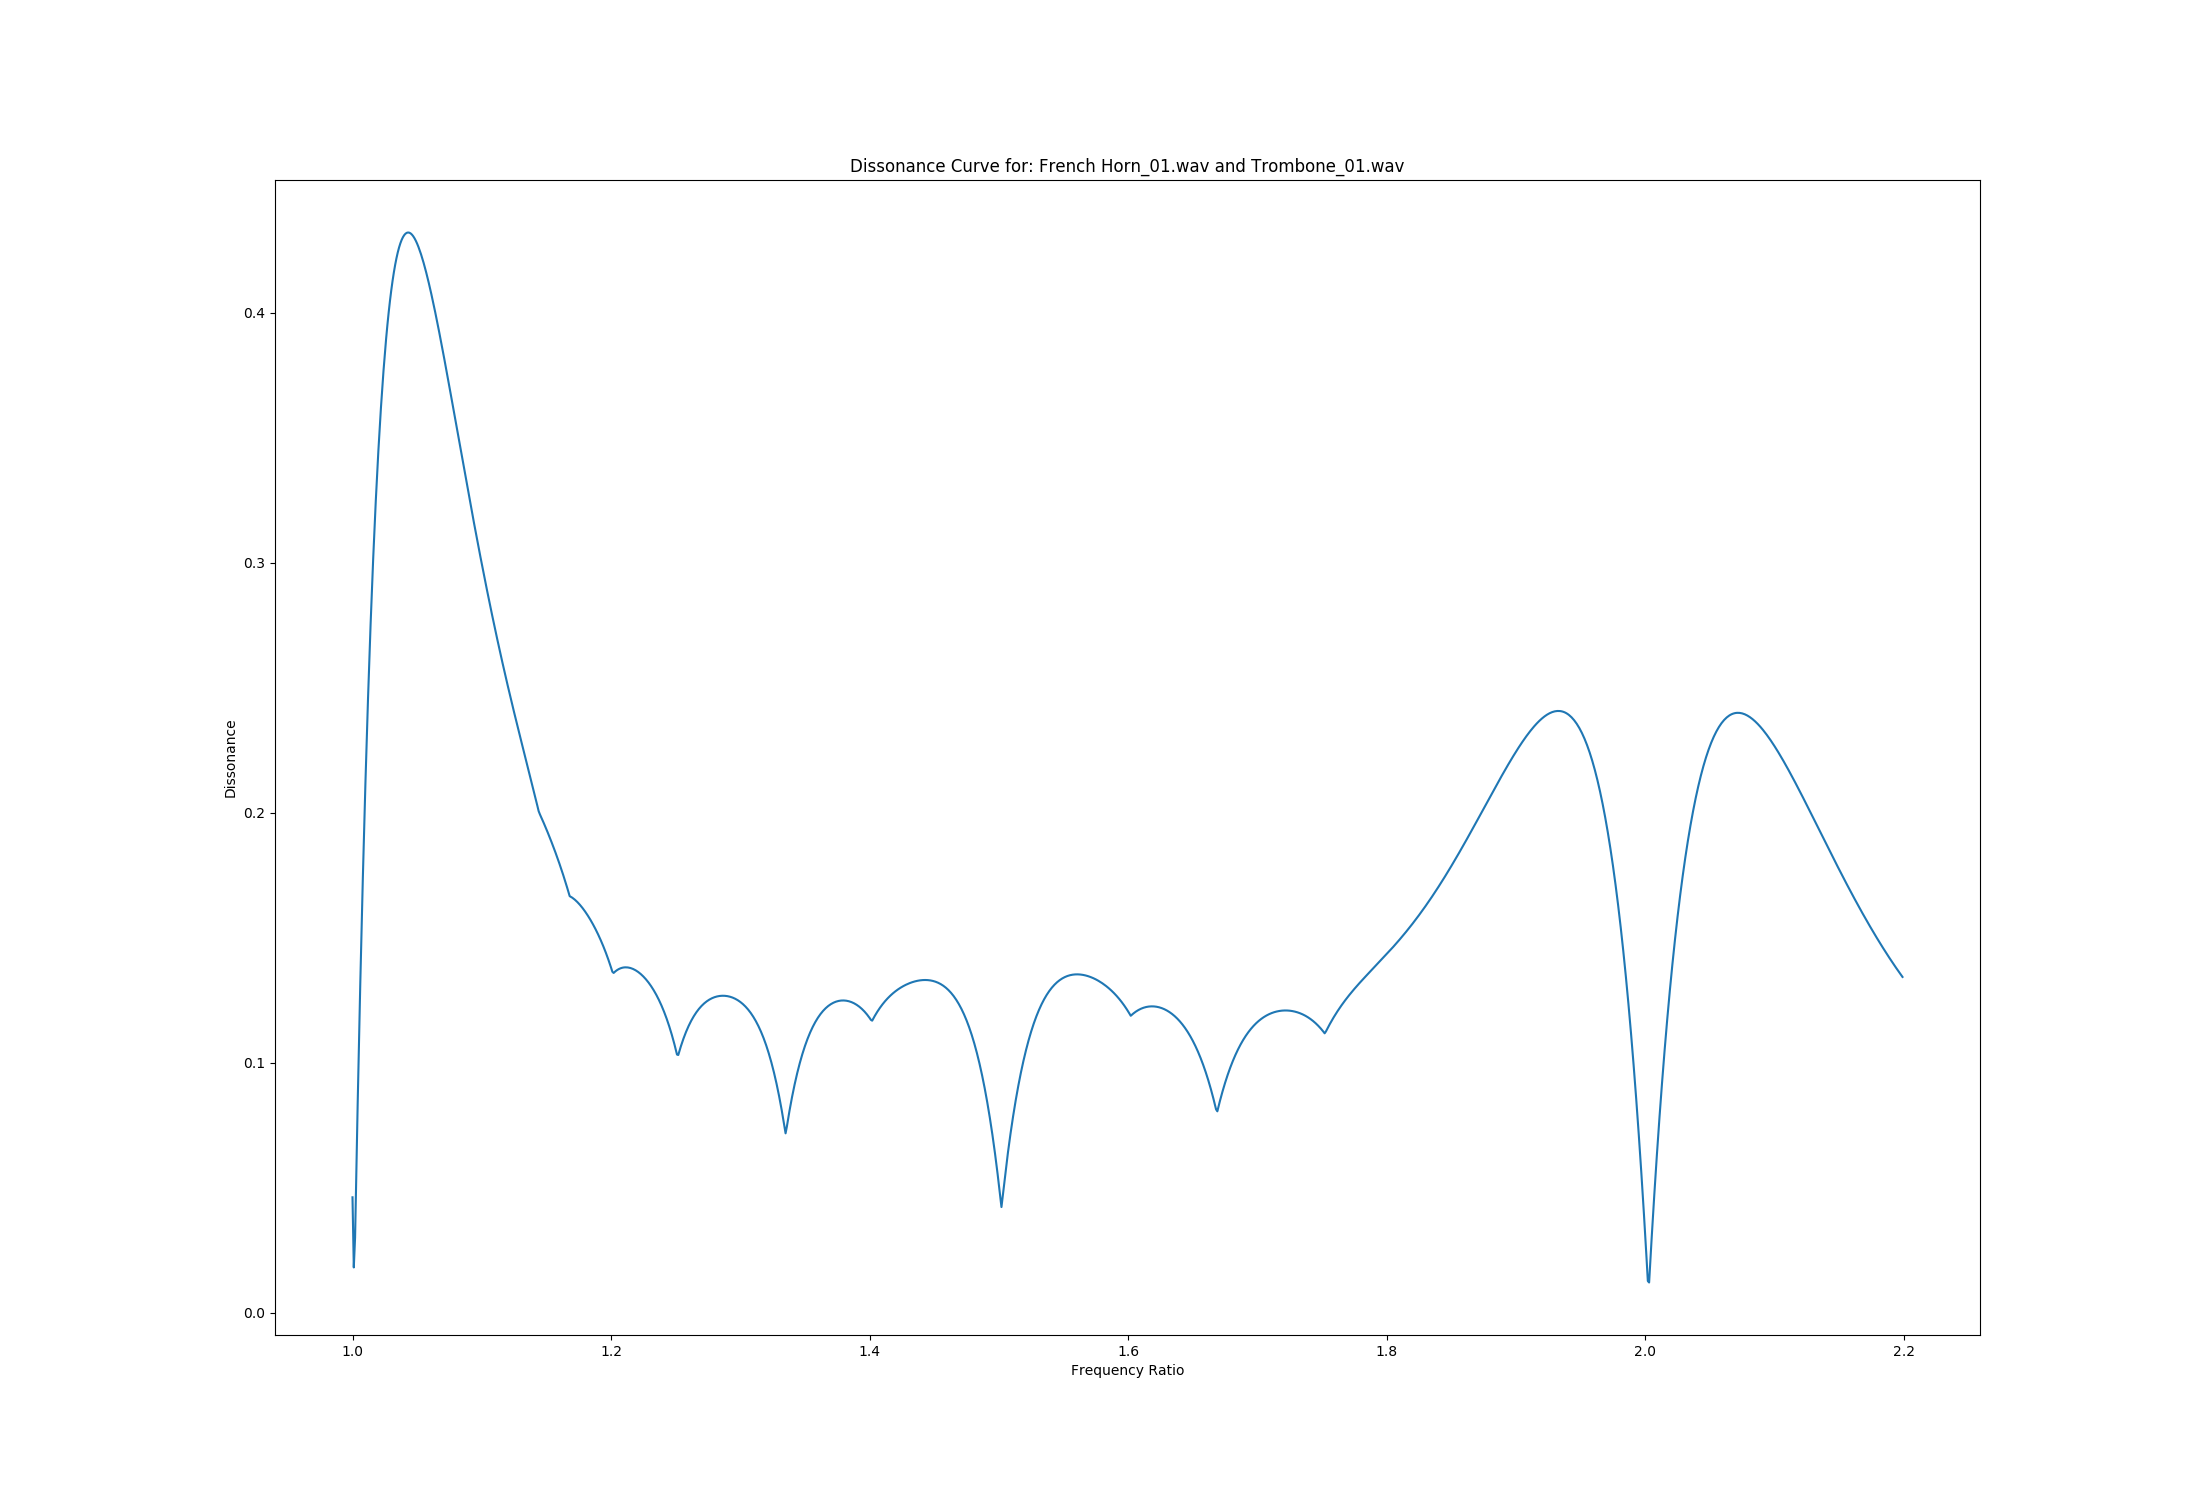 Dissonance Curve for: French Horn_01.wav and Trombone_01.wav
Dissonance
0.4
0.3
0.2
0.1
0.0
1.0 1.2 1.4 1.6 1.8 2.0 2.2
Frequency Ratio